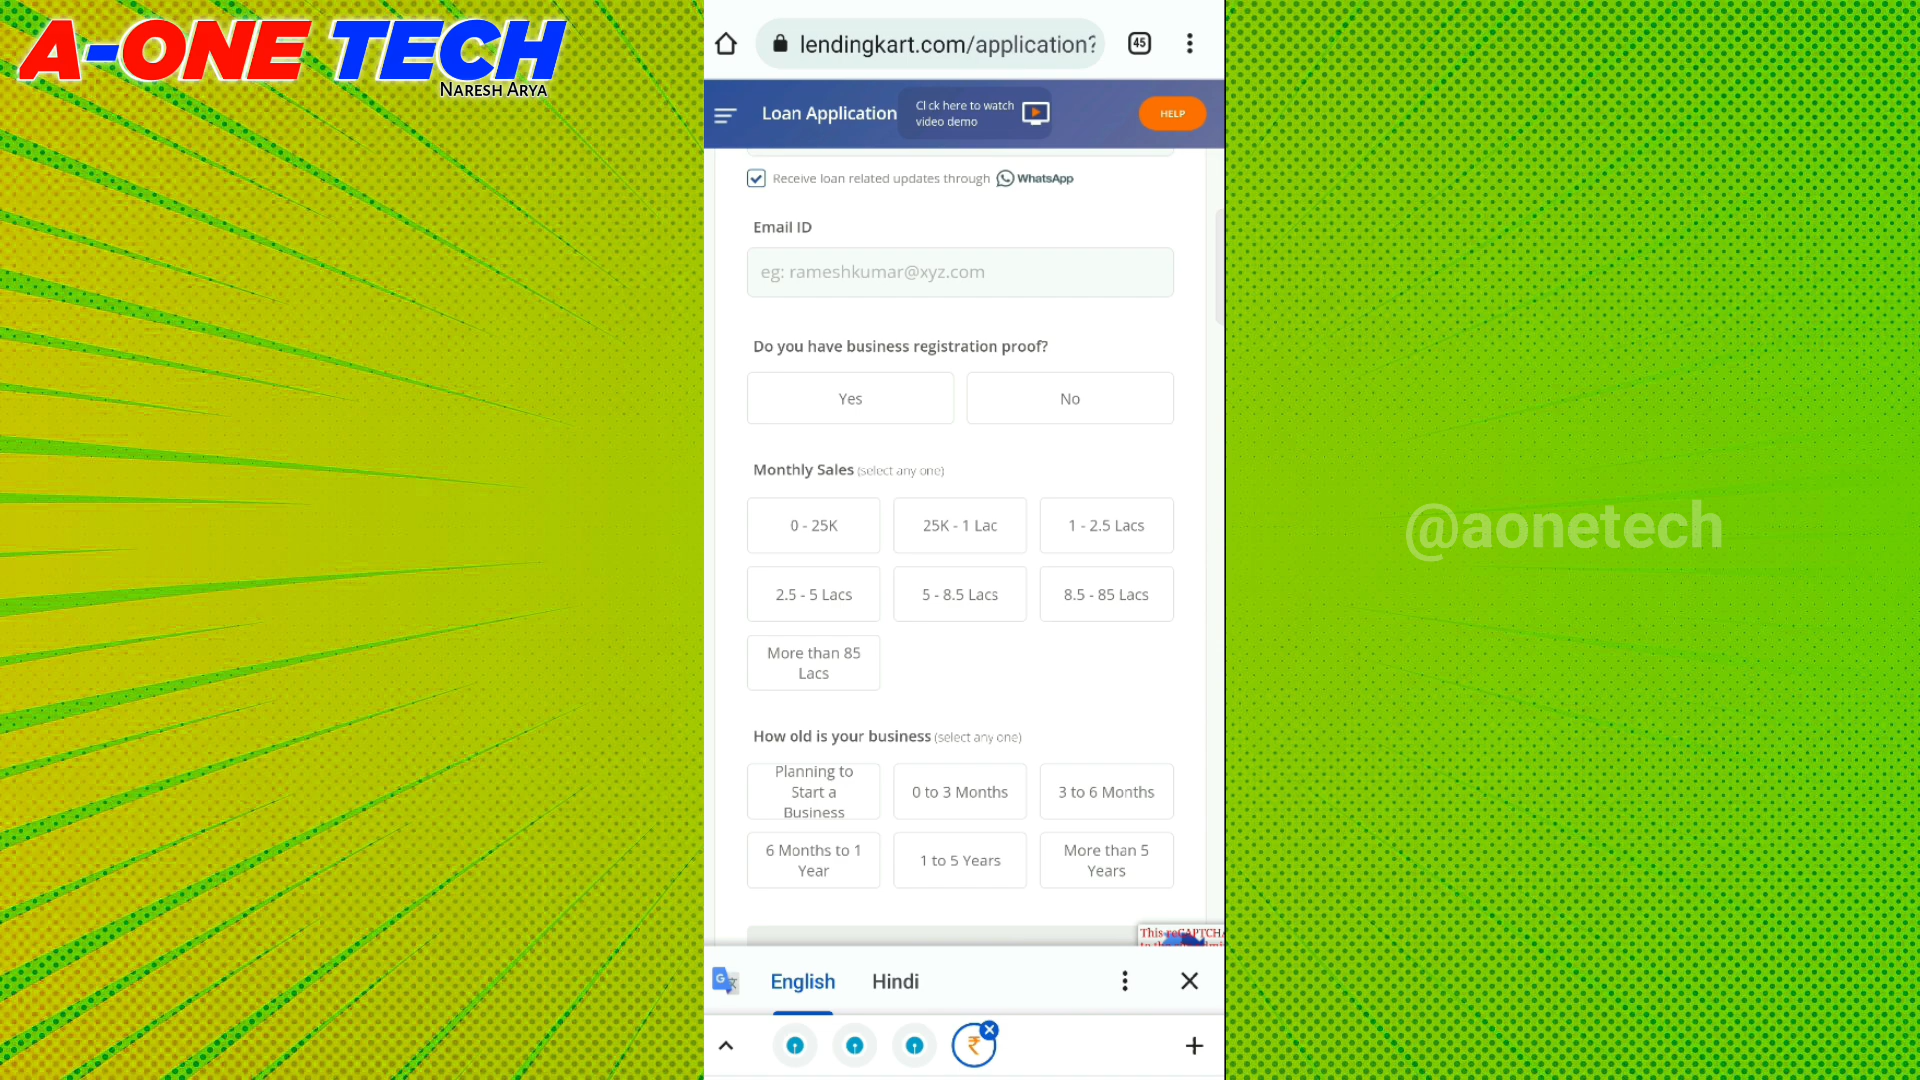 A-ONE TECH
NARESH ARYA
lendingkart.com/application?
45
Loan Application
Cl ck here to watch
video demo
HELP
Receive loan related updates through WhatsApp
Email ID
eg: rameshkumar@xyz.com
Do you have business registration proof?
Yes
No
Monthly Sales (select any one)
0 - 25K
25K - 1 Lac
1 - 2.5 Lacs
2.5 - 5 Lacs
5 - 8.5 Lacs
8.5 - 85 Lacs
More than 85
Lacs
How old is your business (select any one)
Planning to
Start a
Business
0 to 3 Months
3 to 6 Months
6 Months to 1
Year
1 to 5 Years
More than 5
Years
This reCAPTCHA
English
Hindi
@aonetech